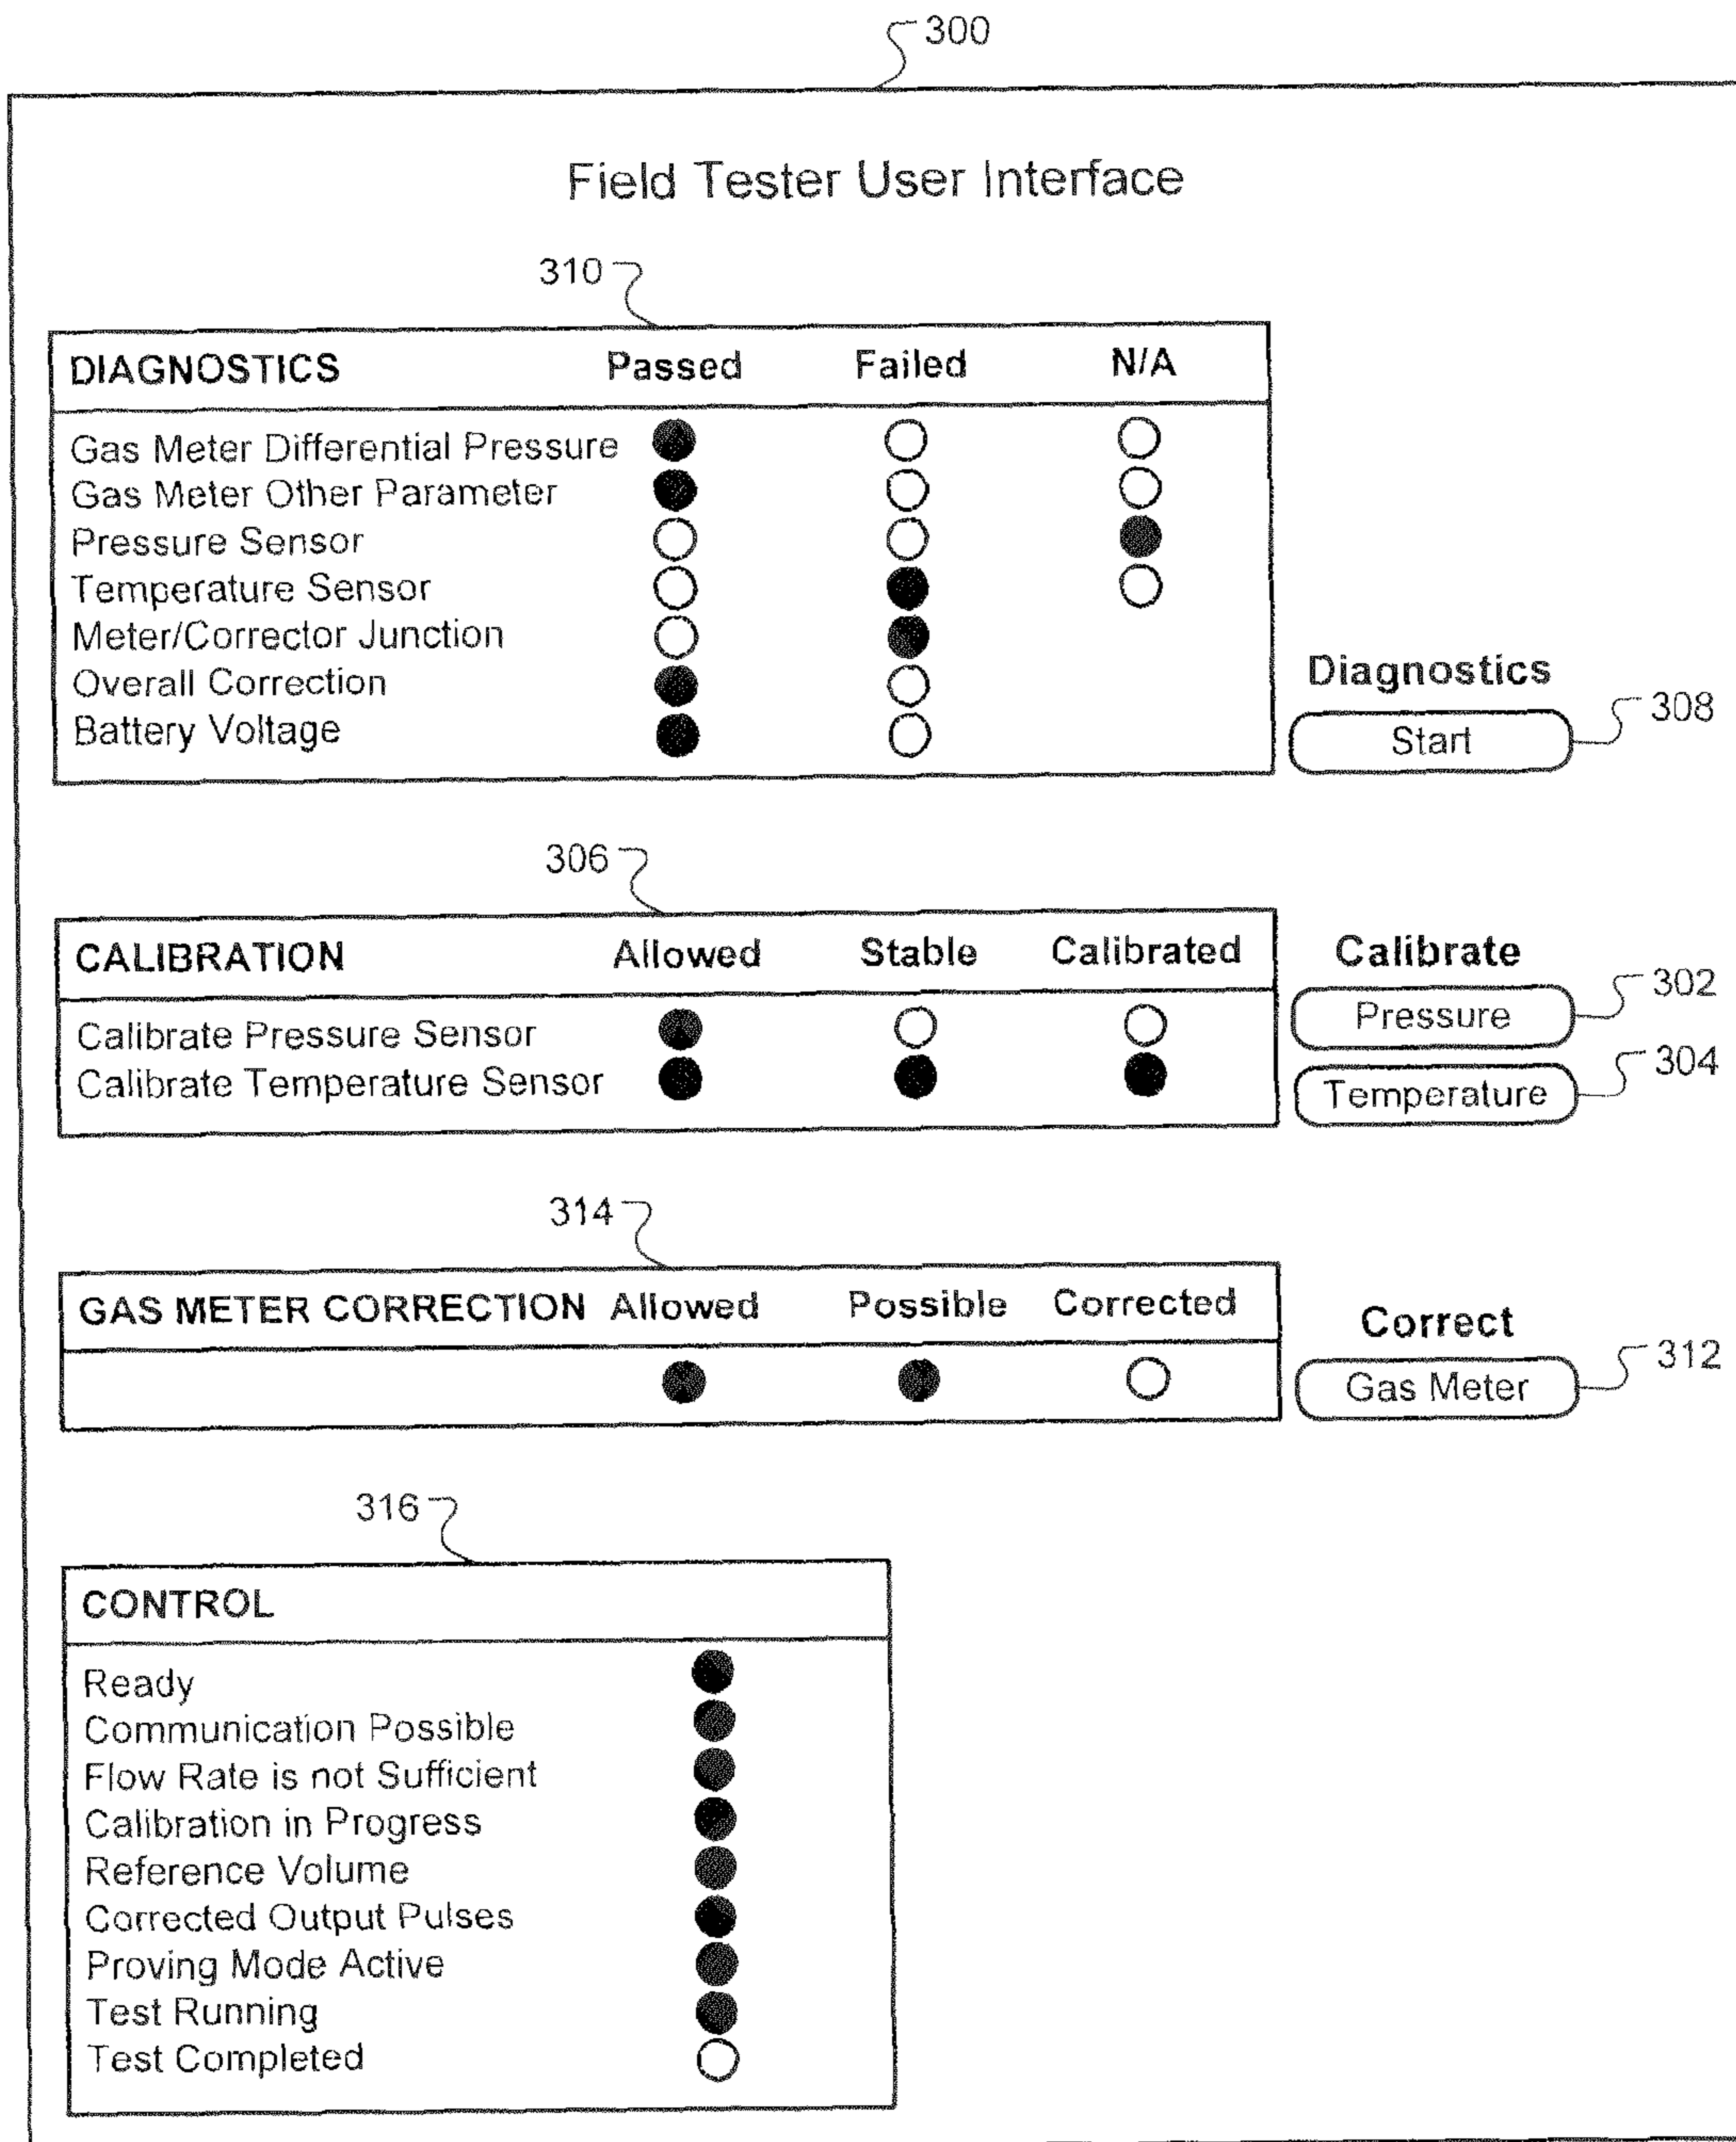 300
Field Tester User Interface
310
DIAGNOSTICS Passed Failed N/A
Gas Meter Differential Pressure
Gas Meter Other Parameter
Pressure Sensor
Temperature Sensor
Meter/Corrector Junction
Overall Correction
Battery Voltage
Diagnostics
Start
308
306
CALIBRATION Allowed Stable Calibrated
Calibrate Pressure Sensor
Calibrate Temperature Sensor
Calibrate
Pressure
302
Temperature
304
314
GAS METER CORRECTION Allowed Possible Corrected
Correct
Gas Meter
312
316
CONTROL
Ready
Communication Possible
Flow Rate is not Sufficient
Calibration in Progress
Reference Volume
Corrected Output Pulses
Proving Mode Active
Test Running
Test Completed